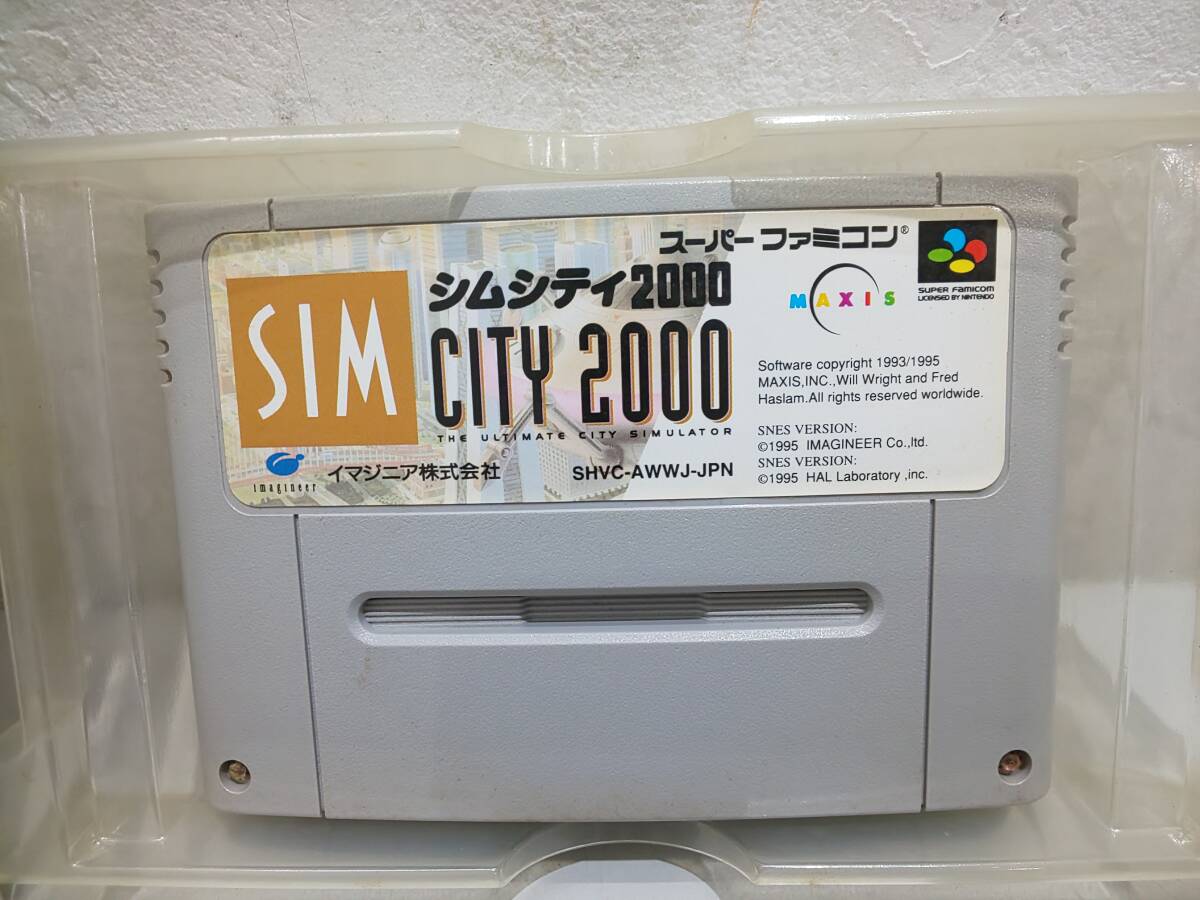 スーパーファミコン®
SUPER FAMICOM
LICENSED BY NINTENDO
SIM
シムシティ2000
CITY 2000
THE ULTIMATE CITY SIMULATOR
MAXIS
Software copyright 1993/1995
MAXIS,INC.,Will Wright and Fred
Haslam.All rights reserved worldwide.
SNES VERSION:
©1995 IMAGINEER Co.,ltd.
SNES VERSION:
©1995 HAL Laboratory ,inc.
imagineer
イマジニア株式会社
SHVC-AWWJ-JPN